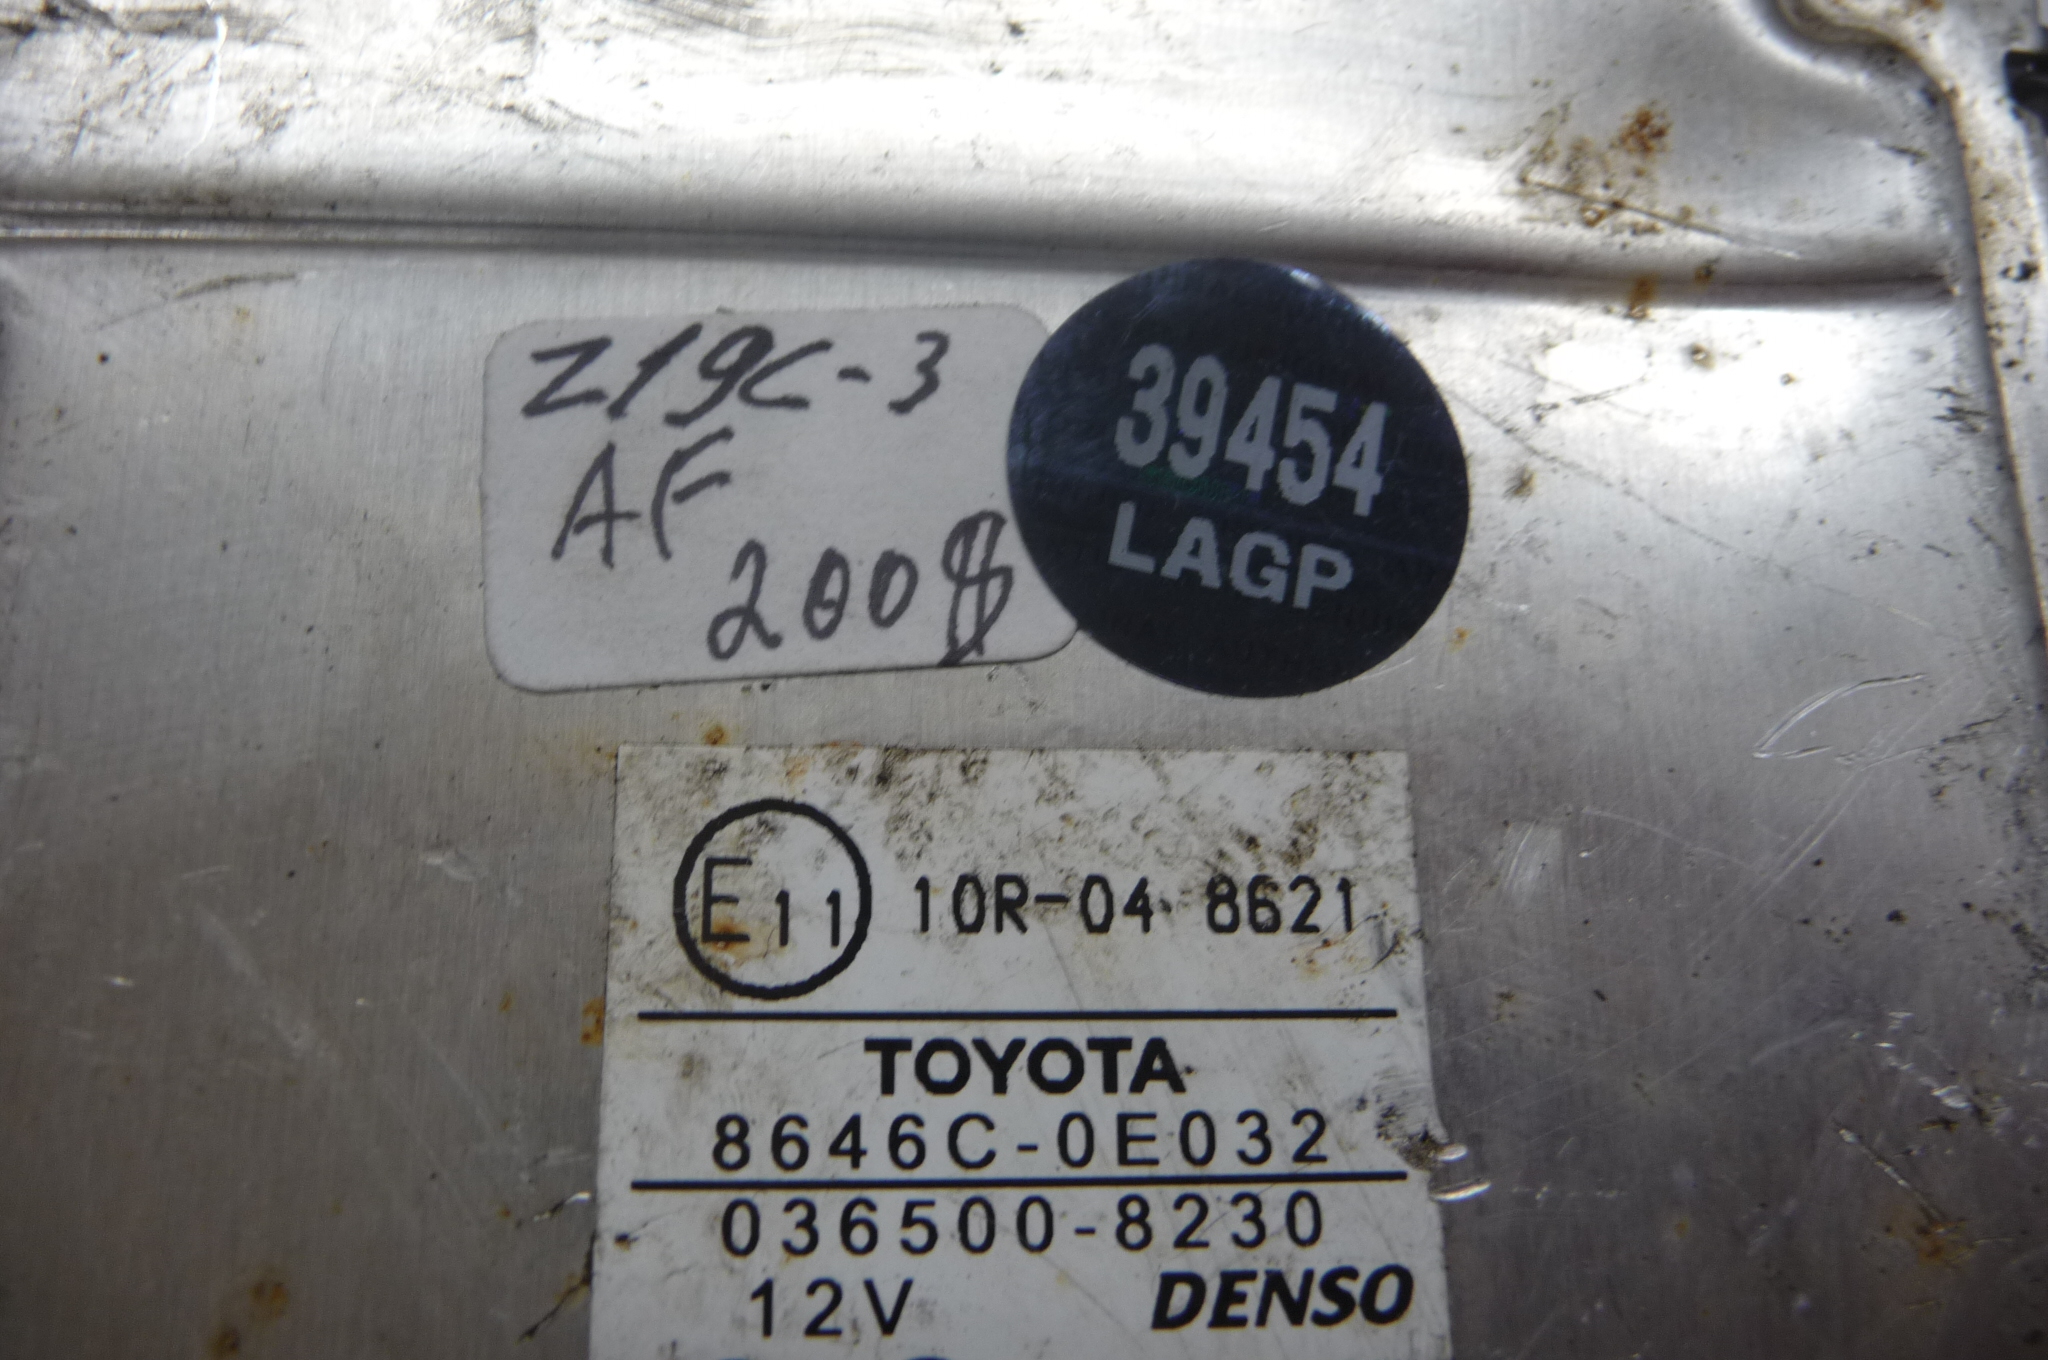 Z19C-3
AF
2008
39454
LAGP
E11 10R-04 8621
TOYOTA
8646C-0E032
036500-8230
12V DENSO